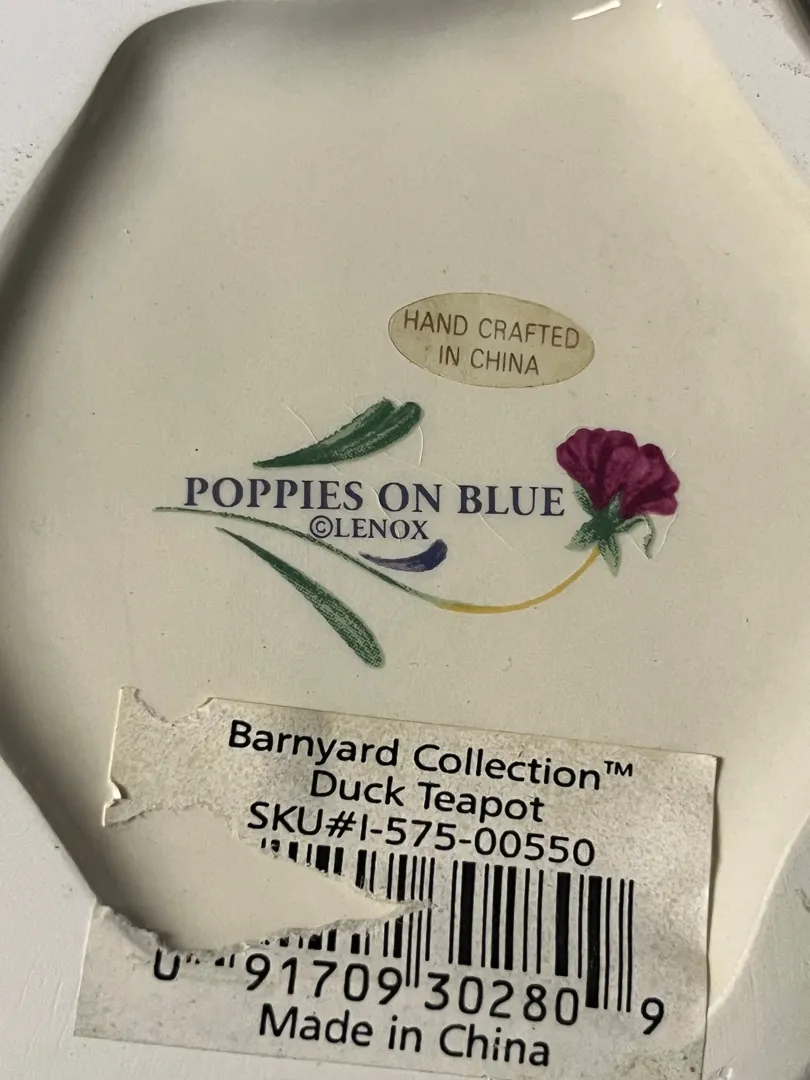 HAND CRAFTED
IN CHINA
POPPIES ON BLUE
©LENOX
Barnyard Collection™
Duck Teapot
SKU#I-575-00550
0 91709 30280 9
Made in China